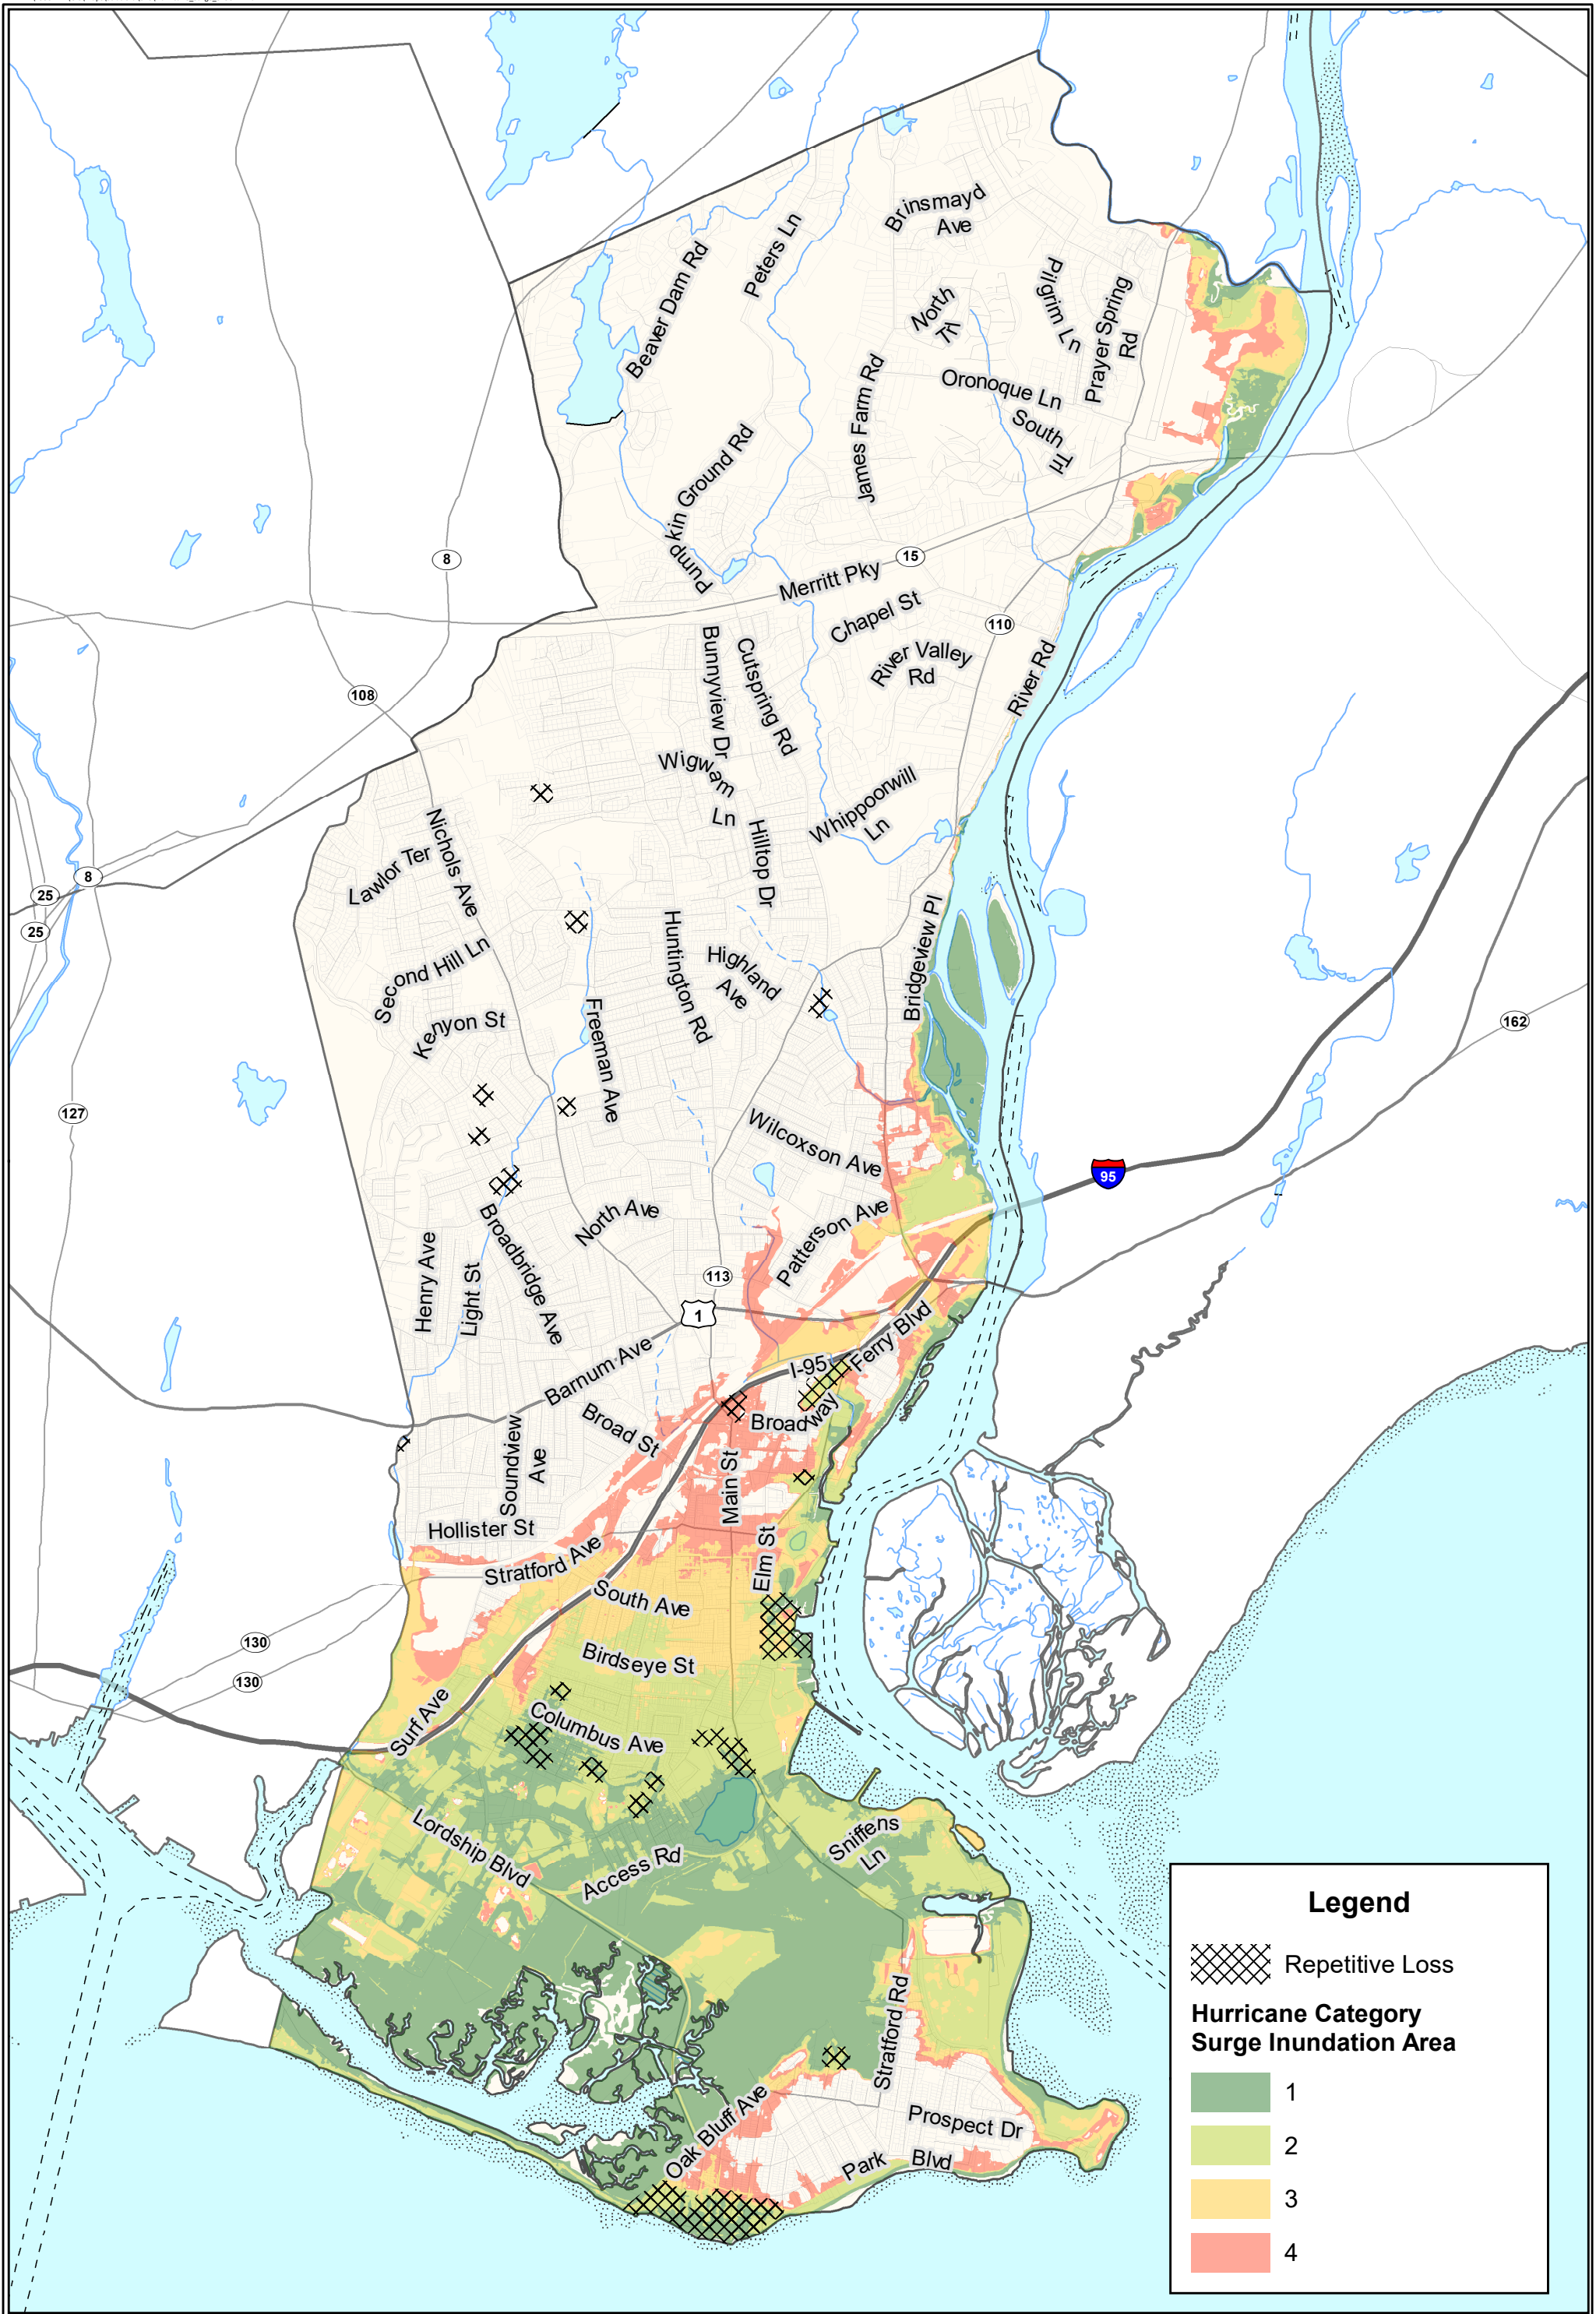 Brinsmayd
Ave
Peters Ln
Beaver Dam Rd
Pilgrim Ln
Prayer Spring
Rd
North
Trl
Oronoque Ln
South
Trl
James Farm Rd
Pumpkin Ground Rd
8
15
Merritt Pky
Chapel St
110
River Valley
Rd
River Rd
Bunnyview Dr
Cutspring Rd
108
Wigwam
Ln
Whippoorwill
Ln
Hilltop Dr
Nichols Ave
Lawlor Ter
8
25
25
Second Hill Ln
Huntington Rd
Highland
Ave
Bridgeview Pl
Kenyon St
Freeman Ave
162
127
Wilcoxson Ave
95
Patterson Ave
North Ave
Broadbridge Ave
Henry Ave
Light St
113
1
Ferry Blvd
I-95
Barnum Ave
Broad St
Broadway
Soundview
Ave
Main St
Hollister St
Stratford Ave
Elm St
South Ave
130
130
Birdseye St
Surf Ave
Columbus Ave
Lordship Blvd
Access Rd
Sniffens
Ln
Stratford Rd
Oak Bluff Ave
Prospect Dr
Park Blvd
Legend
Repetitive Loss
Hurricane Category
Surge Inundation Area
1
2
3
4